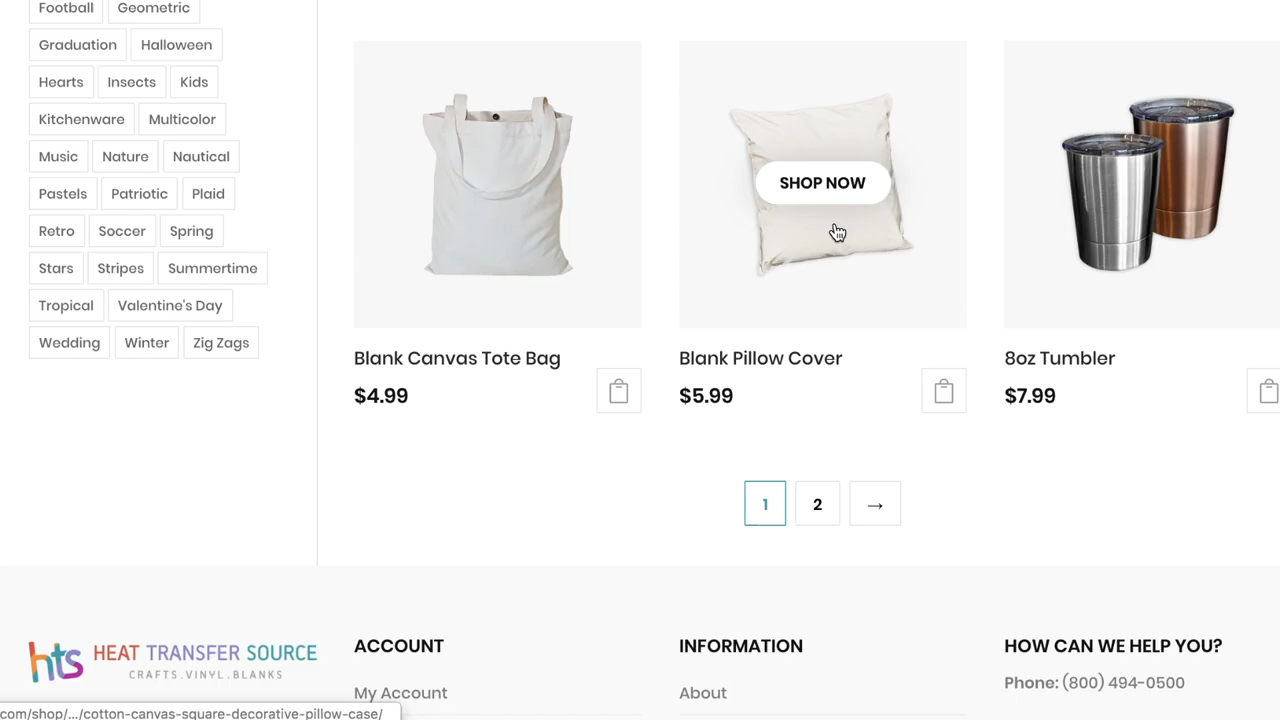 Football Geometric
Graduation Halloween
Hearts Insects Kids
Kitchenware Multicolor
Music Nature Nautical
Pastels Patriotic Plaid
Retro Soccer Spring
Stars Stripes Summertime
Tropical Valentine's Day
Wedding Winter Zig Zags
SHOP NOW
Blank Canvas Tote Bag
$4.99
Blank Pillow Cover
$5.99
8oz Tumbler
$7.99
1 2 →
hts HEAT TRANSFER SOURCE
CRAFTS.VINYL.BLANKS
ACCOUNT
My Account
INFORMATION
About
HOW CAN WE HELP YOU?
Phone: (800) 494-0500
com/shop/.../cotton-canvas-square-decorative-pillow-case/